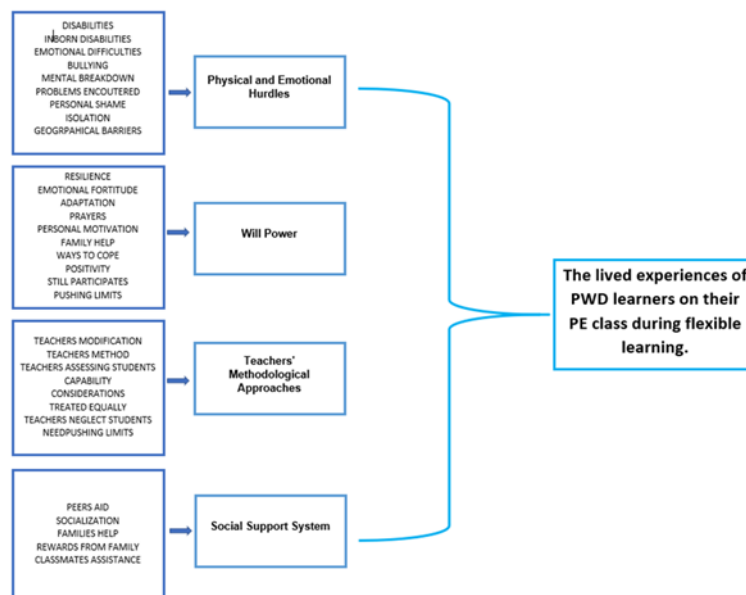 DISABILITIES
INBORN DISABILITIES
EMOTIONAL DIFFICULTIES
BULLYING
MENTAL BREAKDOWN
PROBLEMS ENCOUTERED
PERSONAL SHAME
ISOLATION
GEOGRPAHICAL BARRIERS
Physical and Emotional
Hurdles
RESILIENCE
EMOTIONAL FORTITUDE
ADAPTATION
PRAYERS
PERSONAL MOTIVATION
FAMILY HELP
WAYS TO COPE
POSITIVITY
STILL PARTICIPATES
PUSHING LIMITS
Will Power
TEACHERS MODIFICATION
TEACHERS METHOD
TEACHERS ASSESSING STUDENTS
CAPABILITY
CONSIDERATIONS
TREATED EQUALLY
TEACHERS NEGLECT STUDENTS
NEEDPUSHING LIMITS
Teachers'
Methodological
Approaches
PEERS AID
SOCIALIZATION
FAMILIES HELP
REWARDS FROM FAMILY
CLASSMATES ASSISTANCE
Social Support System
The lived experiences of
PWD learners on their
PE class during flexible
learning.